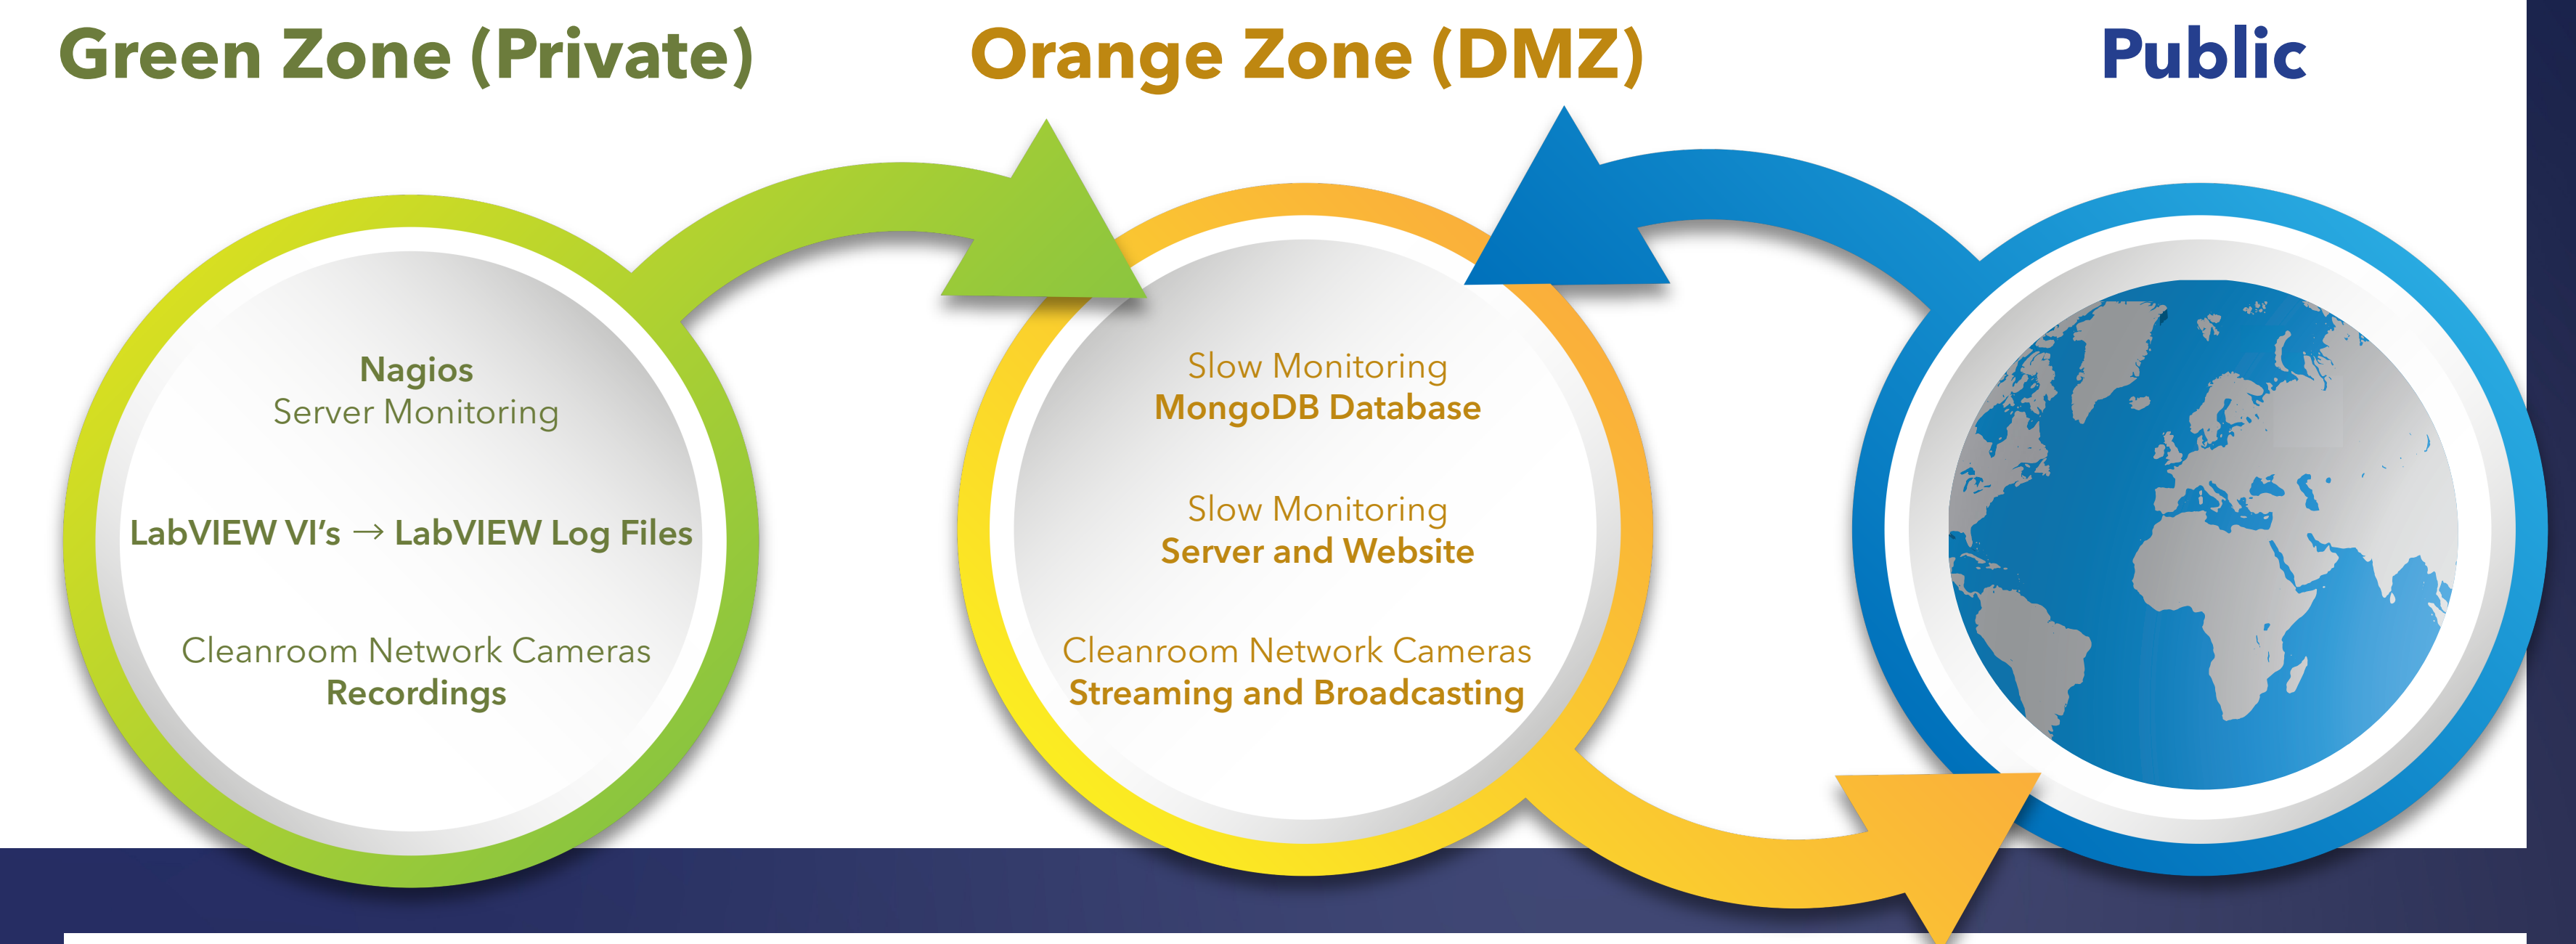 Green Zone (Private)
Orange Zone (DMZ)
Public
Nagios
Server Monitoring
LabVIEW VI's → LabVIEW Log Files
Cleanroom Network Cameras
Recordings
Slow Monitoring
MongoDB Database
Slow Monitoring
Server and Website
Cleanroom Network Cameras
Streaming and Broadcasting